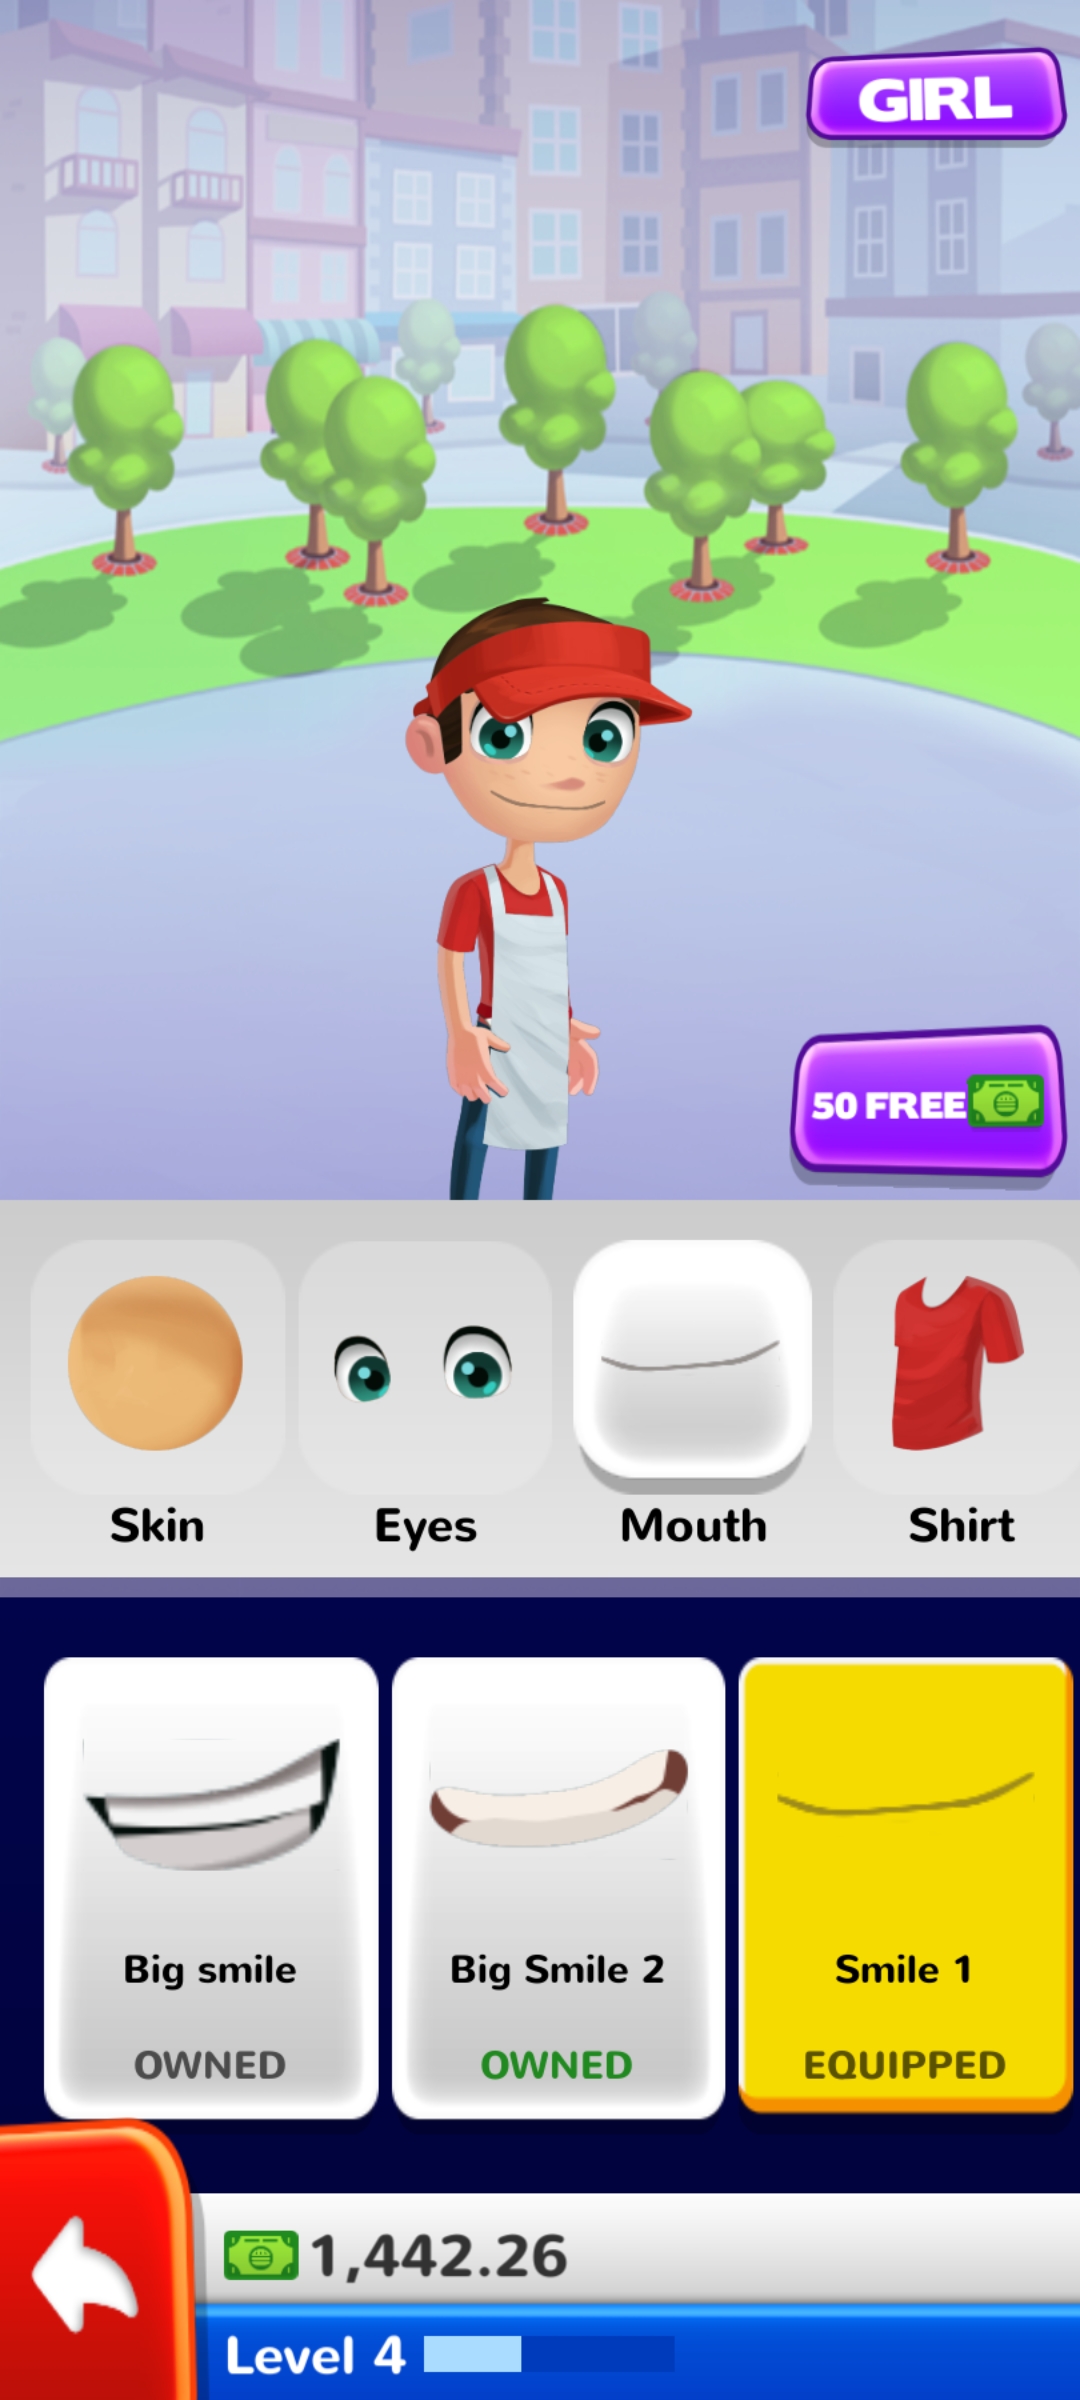 GIRL
50 FREE
Skin
Eyes
Mouth
Shirt
Big smile
OWNED
Big Smile 2
OWNED
Smile 1
EQUIPPED
1,442.26
Level 4